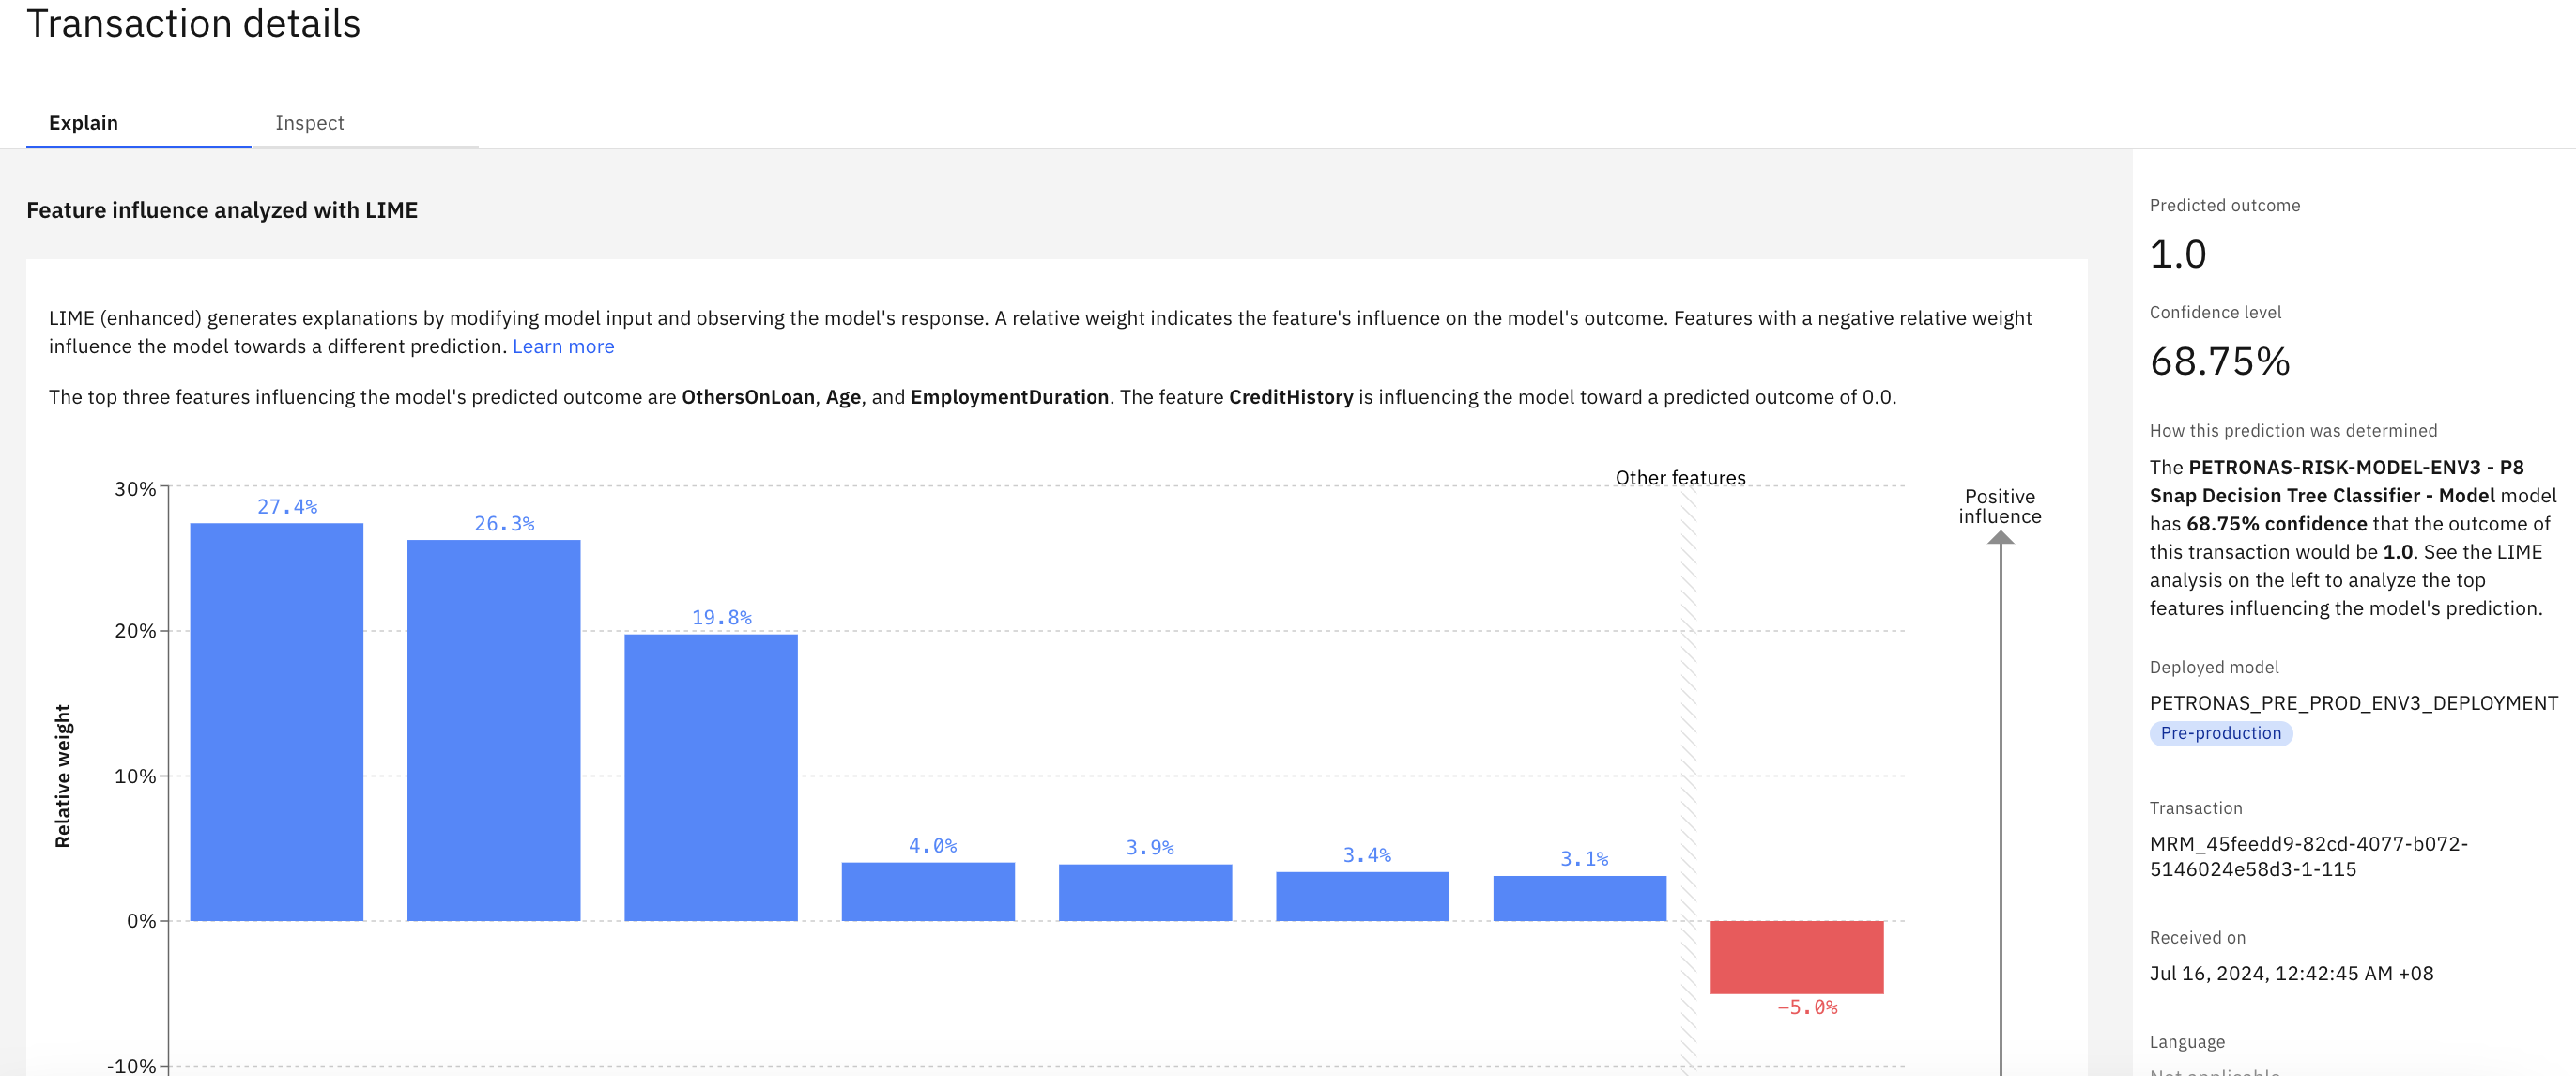 Transaction details
Explain
Inspect
Feature influence analyzed with LIME
LIME (enhanced) generates explanations by modifying model input and observing the model's response. A relative weight indicates the feature's influence on the model's outcome. Features with a negative relative weight
influence the model towards a different prediction. Learn more
The top three features influencing the model's predicted outcome are OthersOnLoan, Age, and EmploymentDuration. The feature CreditHistory is influencing the model toward a predicted outcome of 0.0.
Other features
Positive
influence
Relative weight
30%
20%
10%
0%
-10%
27.4%
26.3%
19.8%
4.0%
3.9%
3.4%
3.1%
−5.0%
Predicted outcome
1.0
Confidence level
68.75%
How this prediction was determined
The PETRONAS-RISK-MODEL-ENV3 - P8
Snap Decision Tree Classifier - Model model
has 68.75% confidence that the outcome of
this transaction would be 1.0. See the LIME
analysis on the left to analyze the top
features influencing the model's prediction.
Deployed model
PETRONAS_PRE_PROD_ENV3_DEPLOYMENT
Pre-production
Transaction
MRM_45feedd9-82cd-4077-b072-
5146024e58d3-1-115
Received on
Jul 16, 2024, 12:42:45 AM +08
Language